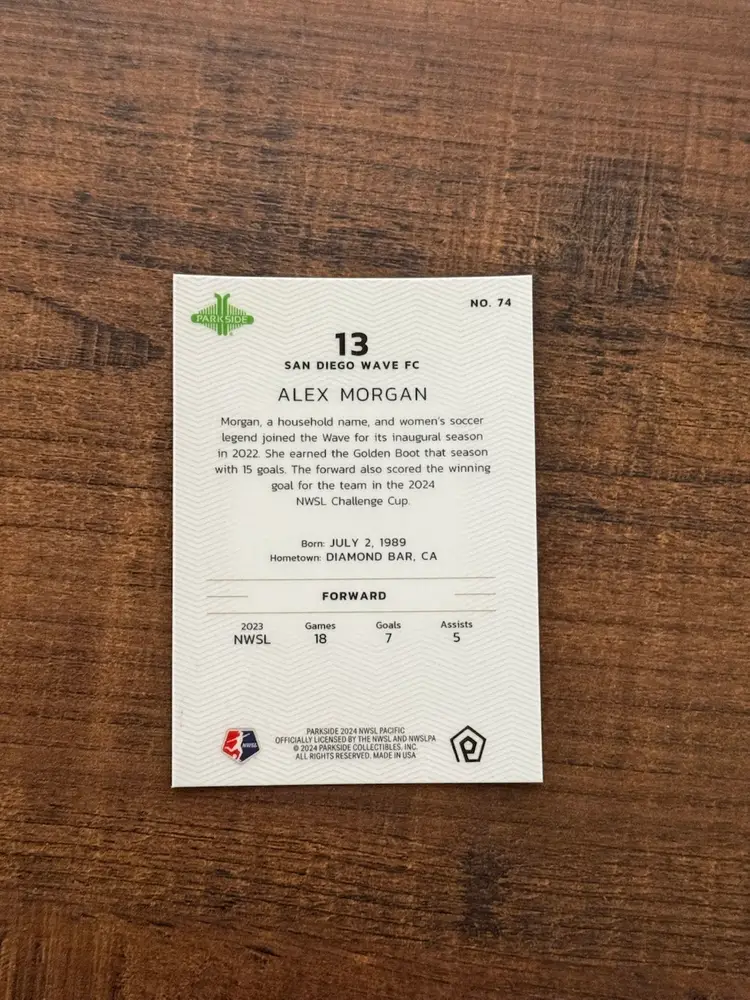 PARKSIDE
NO. 74
13
SAN DIEGO WAVE FC
ALEX MORGAN
Morgan, a household name, and women's soccer
legend joined the Wave for its inaugural season
in 2022. She earned the Golden Boot that season
with 15 goals. The forward also scored the winning
goal for the team in the 2024
NWSL Challenge Cup.
Born: JULY 2, 1989
Hometown: DIAMOND BAR, CA
FORWARD
2023 Games Goals Assists
NWSL 18 7 5
NWSL
PARKSIDE 2024 NWSL PACIFIC
OFFICIALLY LICENSED BY THE NWSL AND NWSLPA
© 2024 PARKSIDE COLLECTIBLES, INC.
ALL RIGHTS RESERVED. MADE IN USA